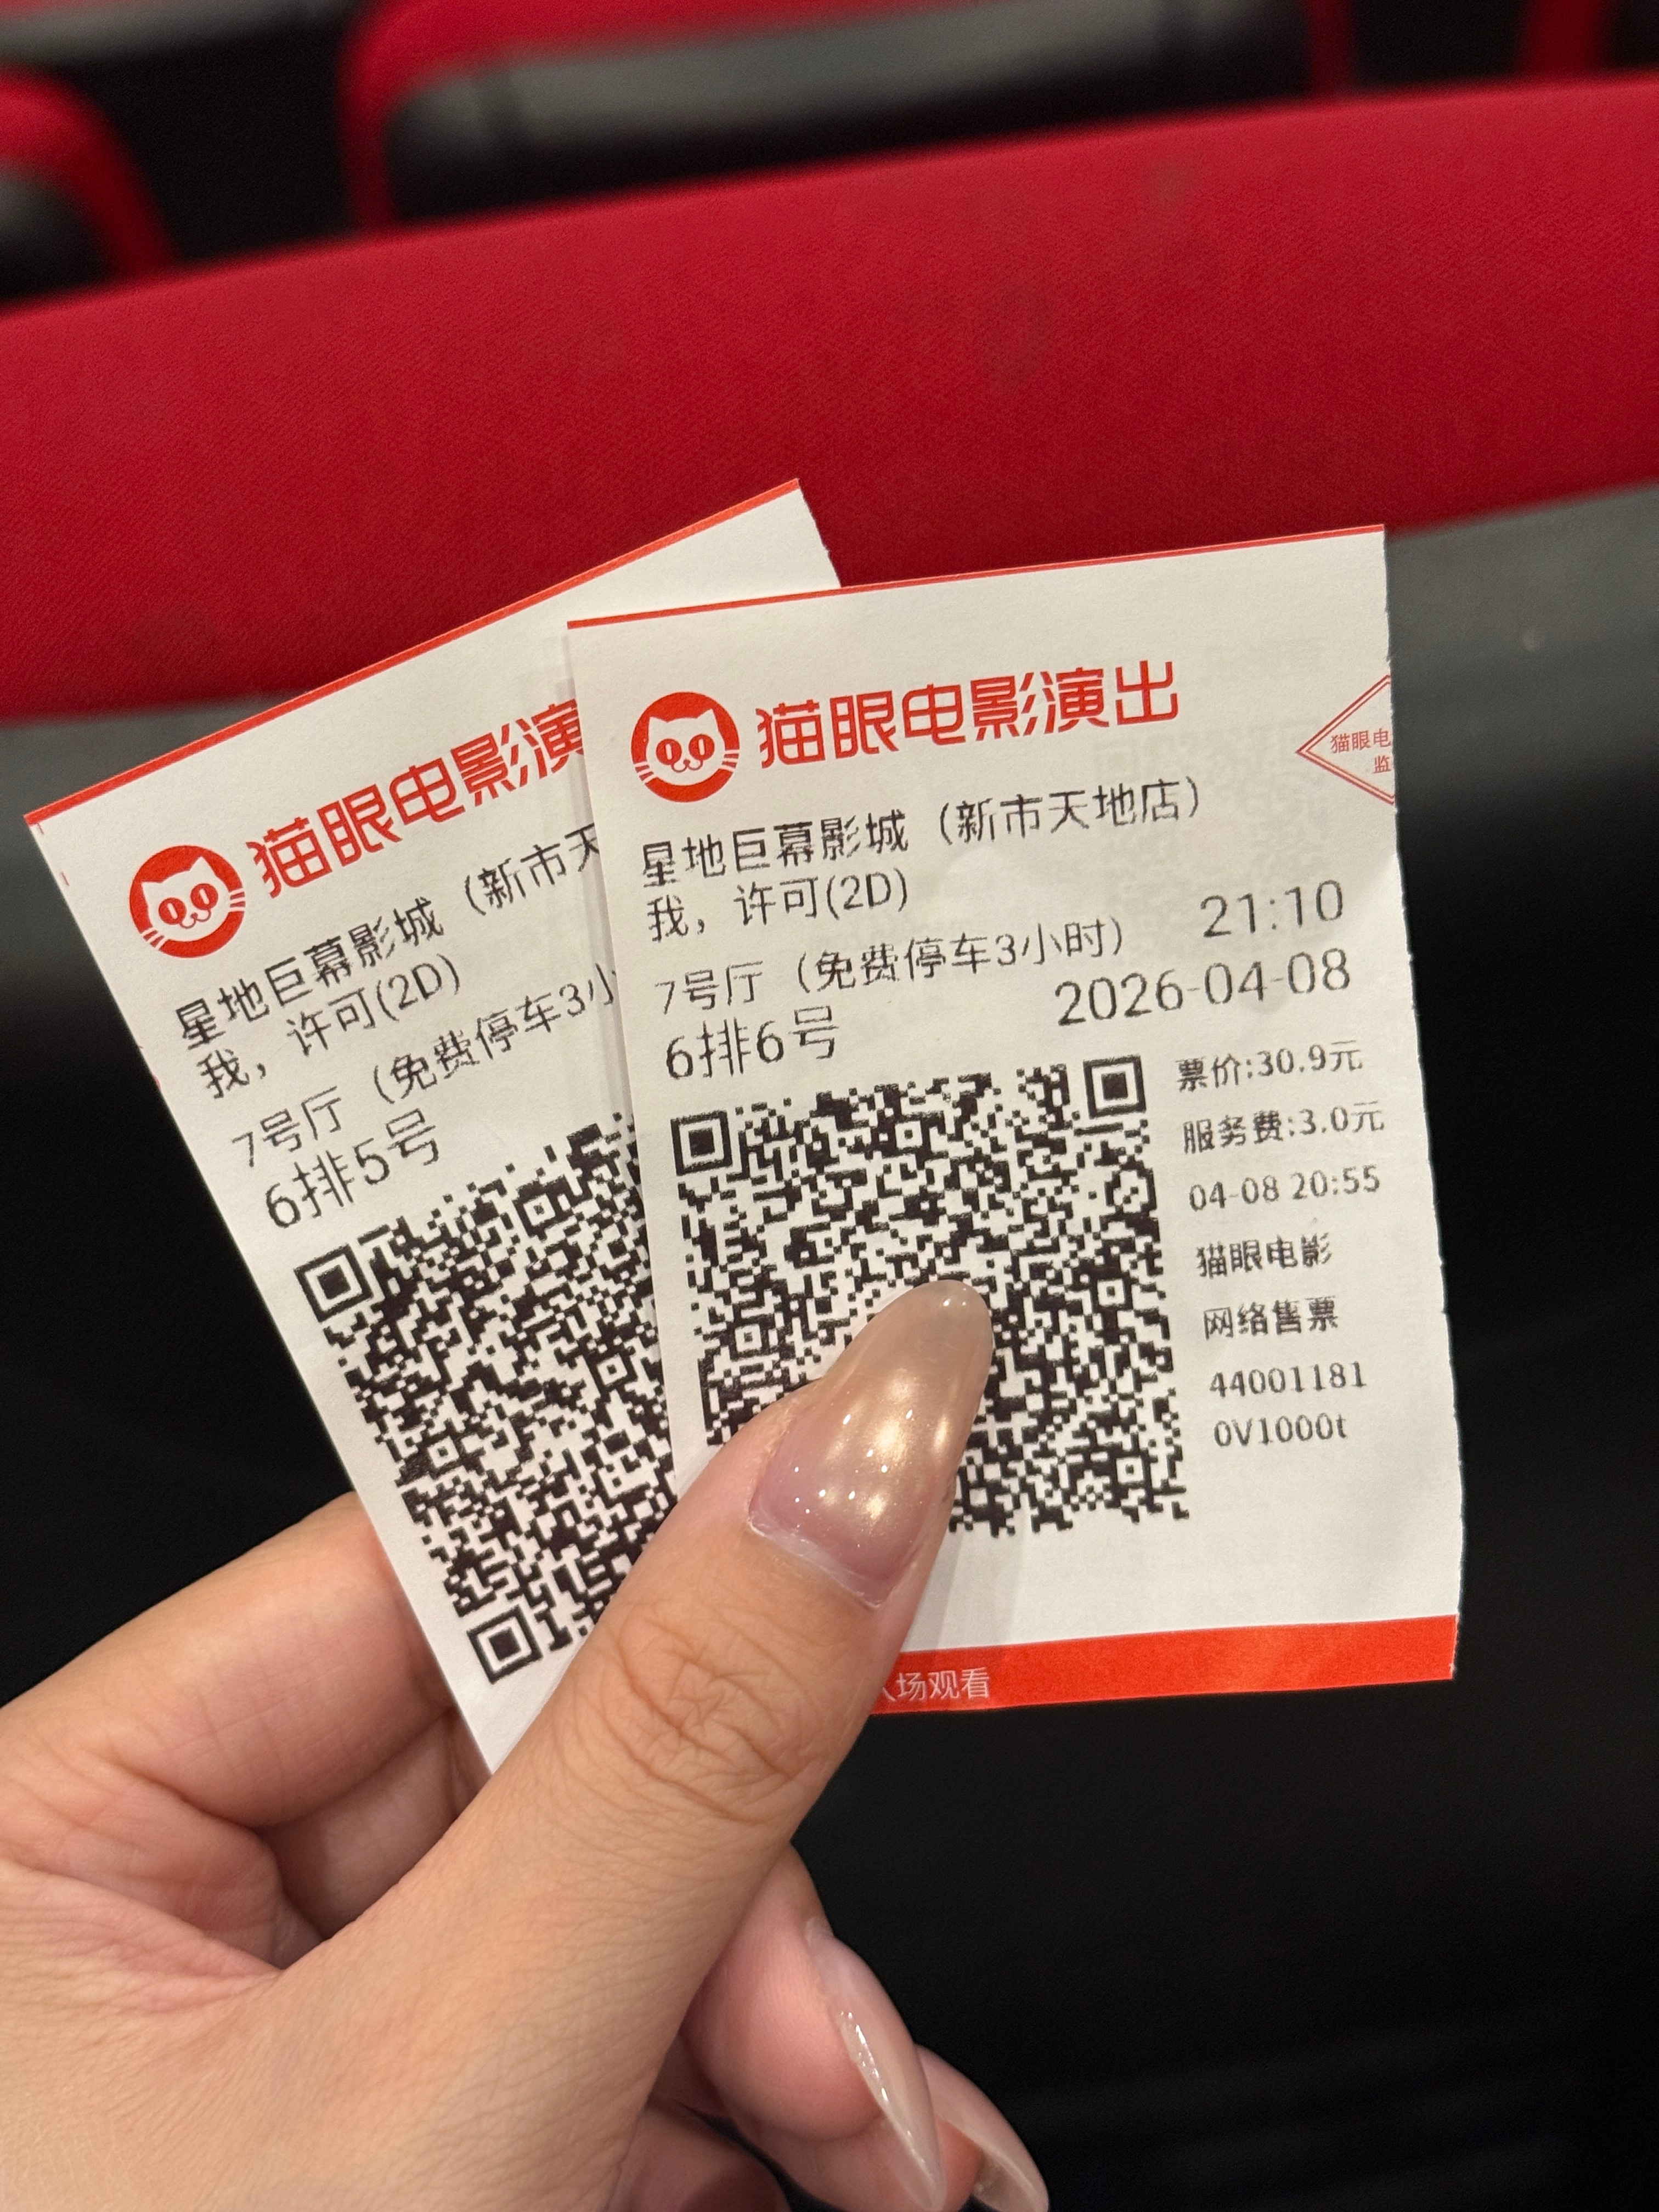 猫眼电影演
星地巨幕影城（新市天
我，许可(2D)
7号厅（免费停车3小
6排5号
猫眼电影演出
猫眼电
监
星地巨幕影城（新市天地店）
我，许可(2D)
21:10
7号厅（免费停车3小时）
2026-04-08
6排6号
票价:30.9元
服务费:3.0元
04-08 20:55
猫眼电影
网络售票
44001181
0V1000t
入场观看